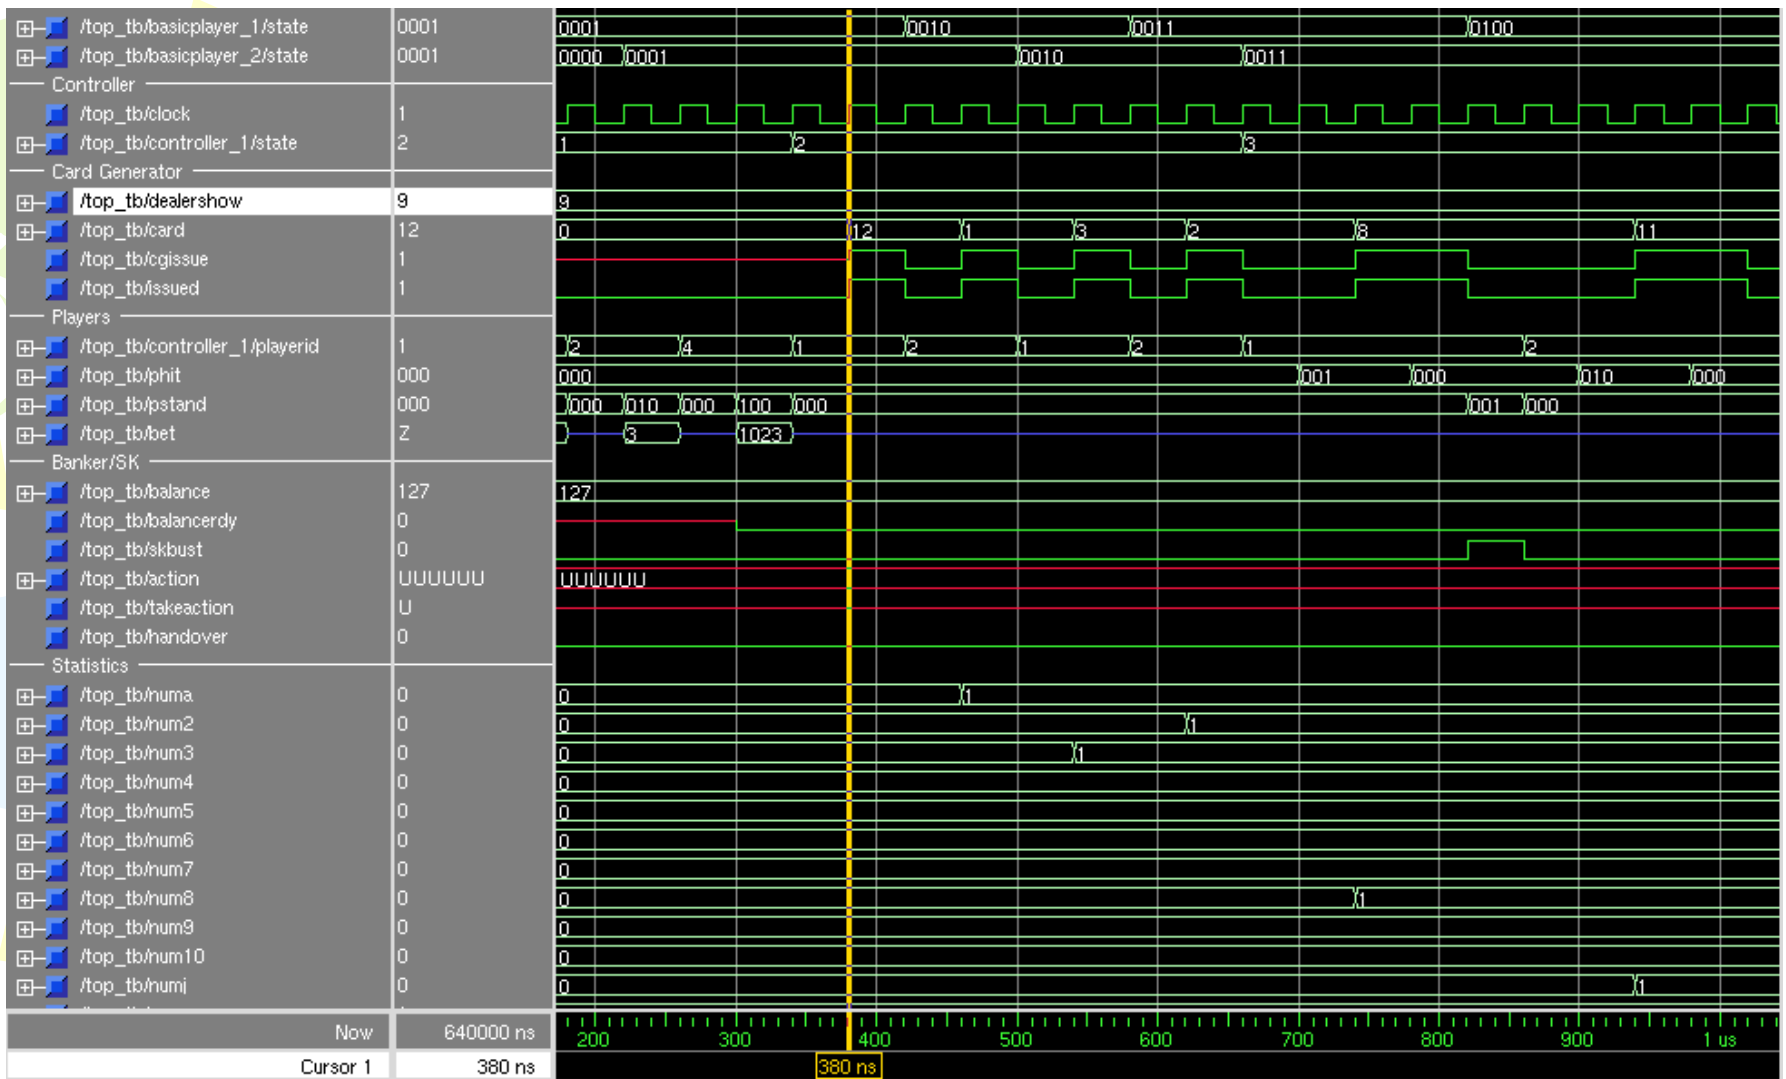 /top_tb/basicplayer_1/state 0001 0001 0010 0011 0100
/top_tb/basicplayer_2/state 0001 0000 0001 0010 0011
Controller
/top_tb/clock 1
/top_tb/controller_1/state 2 1 2 3
Card Generator
/top_tb/dealershow 9 9
/top_tb/card 12 0 12 1 3 2 8 11
/top_tb/cgissue 1
/top_tb/issued 1
Players
/top_tb/controller_1/playerid 1 2 4 1 2 1 2 1 2
/top_tb/phit 000 000 001 000 010 000
/top_tb/pstand 000 000 010 000 100 000 001 000
/top_tb/bet Z 3 1023
Banker/SK
/top_tb/balance 127 127
/top_tb/balancerdy 0
/top_tb/skbust 0
/top_tb/action UUUUUU UUUUUU
/top_tb/takeaction U
/top_tb/handover 0
Statistics
/top_tb/numa 0 0 1
/top_tb/num2 0 0 1
/top_tb/num3 0 0 1
/top_tb/num4 0 0
/top_tb/num5 0 0
/top_tb/num6 0 0
/top_tb/num7 0 0
/top_tb/num8 0 0 1
/top_tb/num9 0 0
/top_tb/num10 0 0
/top_tb/numj 0 0 1
Now 640000 ns 200 300 400 500 600 700 800 900 1 us
Cursor 1 380 ns 380 ns